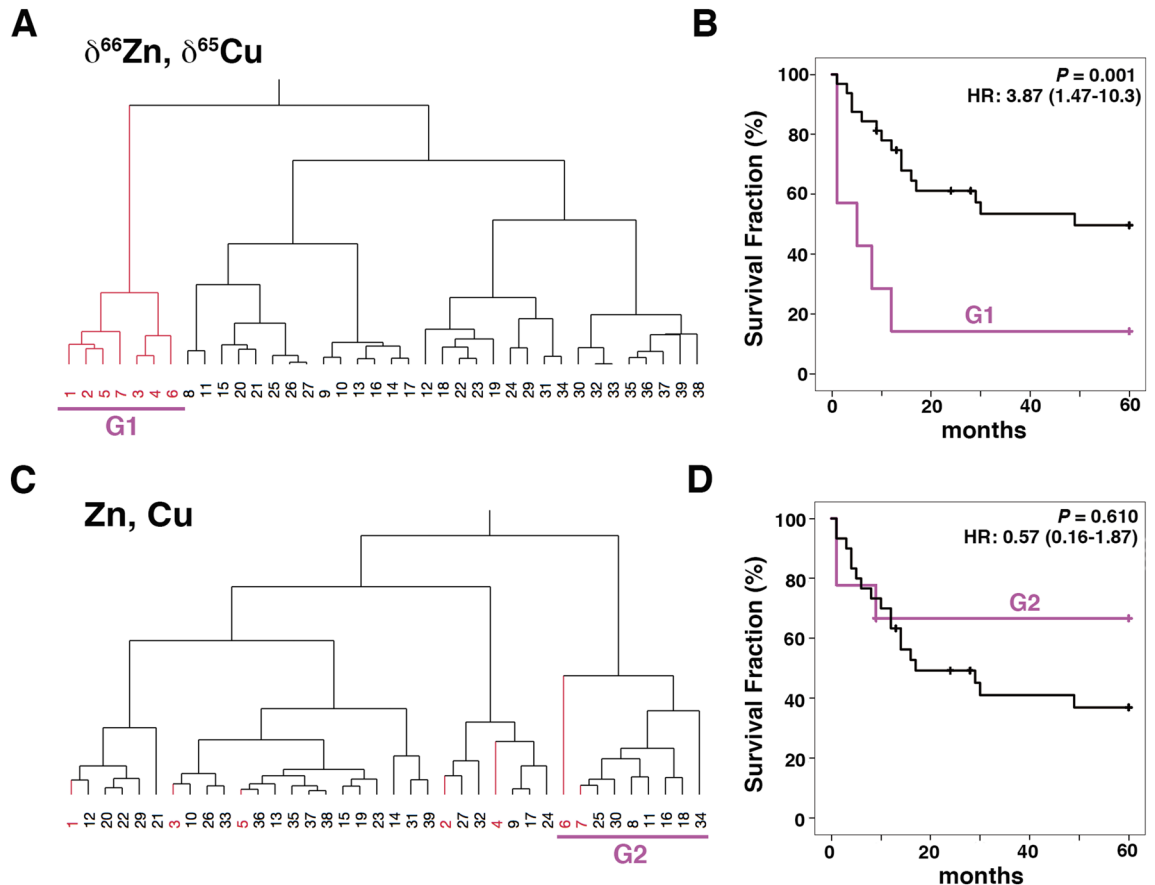 A
δ⁶⁶Zn, δ⁶⁵Cu
1 2 5 7 3 4 6 8 11 15 20 21 25 26 27 9 10 13 16 14 17 12 18 22 23 19 24 29 31 34 30 32 33 35 36 37 39 38
G1
B
P = 0.001
HR: 3.87 (1.47-10.3)
Survival Fraction (%)
100
80
60
40
20
0
G1
0 20 40 60
months
C
Zn, Cu
1 12 20 22 29 21 3 10 26 33 5 36 13 35 37 38 15 19 23 14 31 39 2 27 32 4 9 17 24 6 7 25 30 8 11 16 18 34
G2
D
P = 0.610
HR: 0.57 (0.16-1.87)
Survival Fraction (%)
100
80
60
40
20
0
G2
0 20 40 60
months